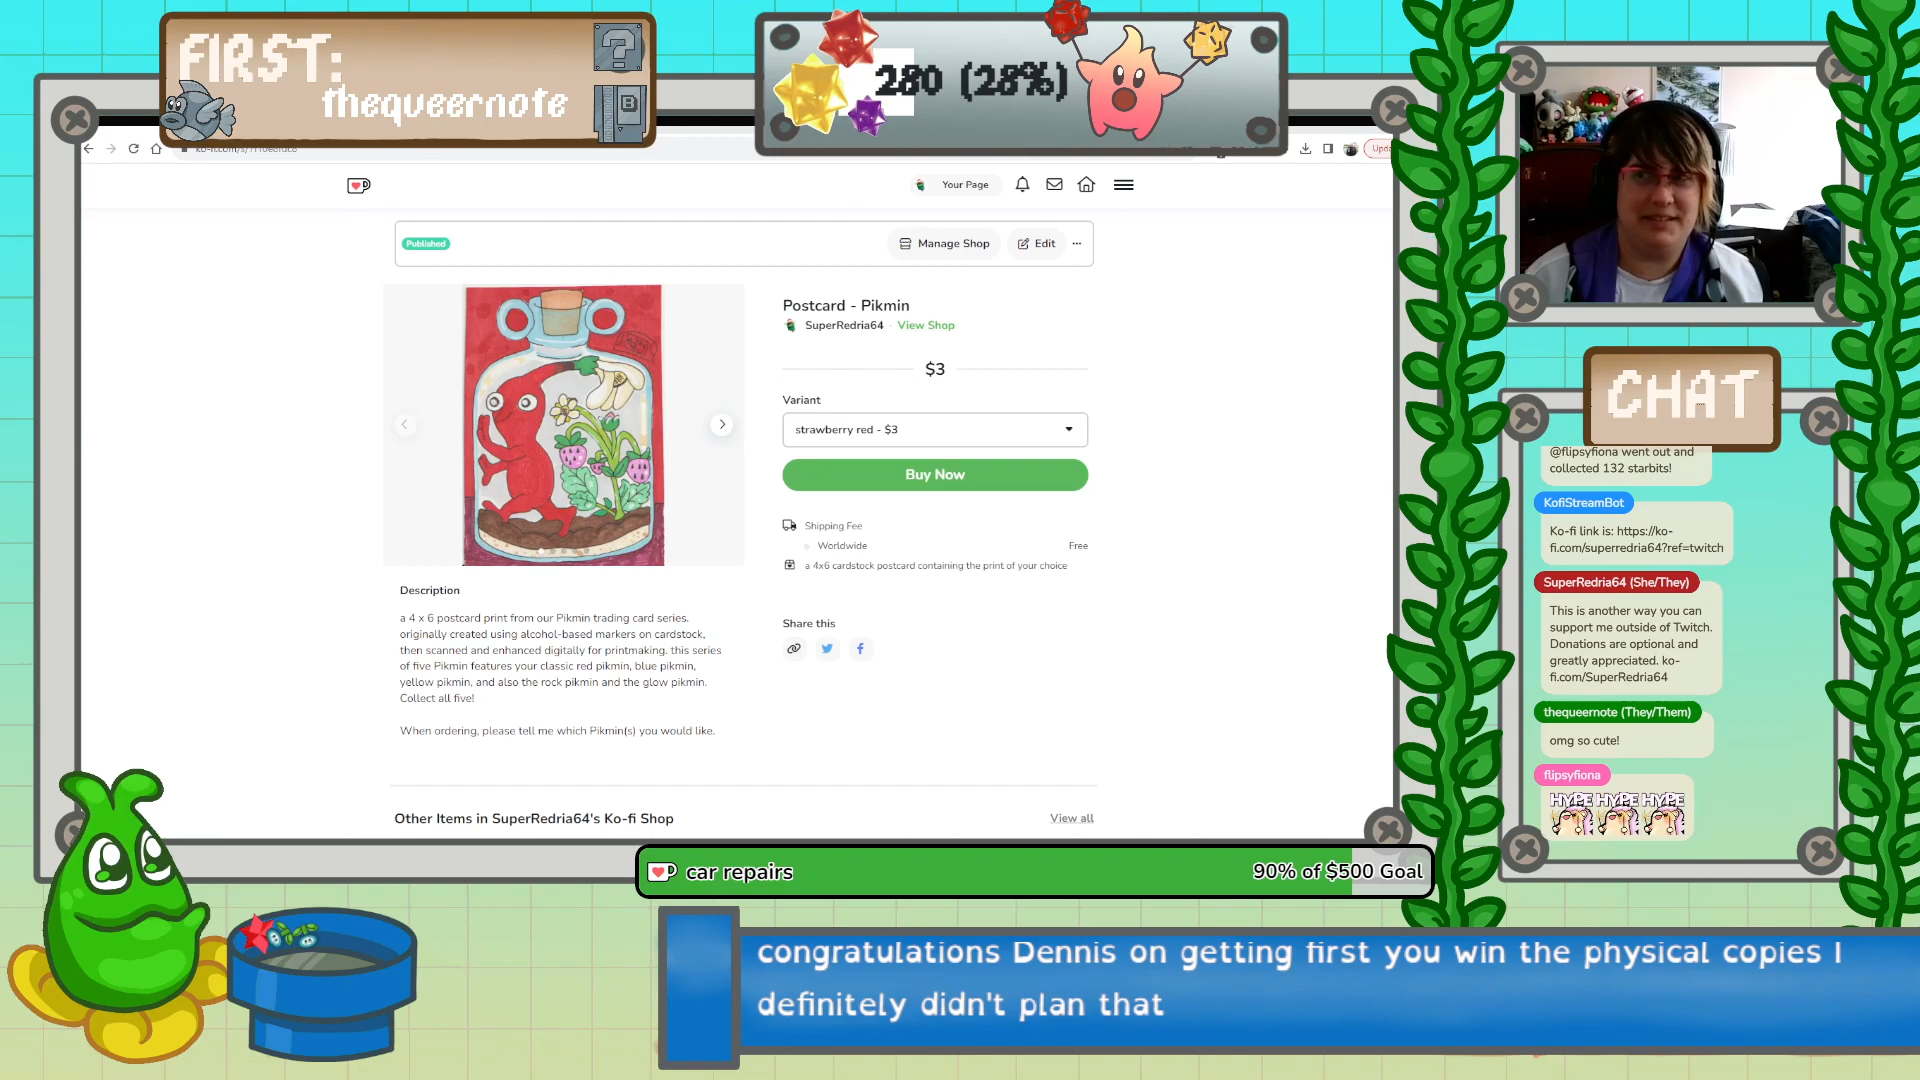 FIRST:
thequeernote
B
280 (28%)
Your Page
Published
Manage Shop
Edit
Postcard - Pikmin
SuperRedria64 · View Shop
$3
Variant
strawberry red - $3
Buy Now
Shipping Fee
Worldwide
Free
a 4x6 cardstock postcard containing the print of your choice
Share this
Description
a 4 x 6 postcard print from our Pikmin trading card series.
originally created using alcohol-based markers on cardstock,
then scanned and enhanced digitally for printmaking. this series
of five Pikmin features your classic red pikmin, blue pikmin,
yellow pikmin, and also the rock pikmin and the glow pikmin.
Collect all five!
When ordering, please tell me which Pikmin(s) you would like.
Other Items in SuperRedria64's Ko-fi Shop
View all
CHAT
@flipsyfiona went out and
collected 132 starbits!
KofiStreamBot
Ko-fi link is: https://ko-
fi.com/superredria64?ref=twitch
SuperRedria64 (She/They)
This is another way you can
support me outside of Twitch.
Donations are optional and
greatly appreciated. ko-
fi.com/SuperRedria64
thequeernote (They/Them)
omg so cute!
flipsyfiona
HYPE HYPE HYPE
car repairs
90% of $500 Goal
congratulations Dennis on getting first you win the physical copies I
definitely didn't plan that